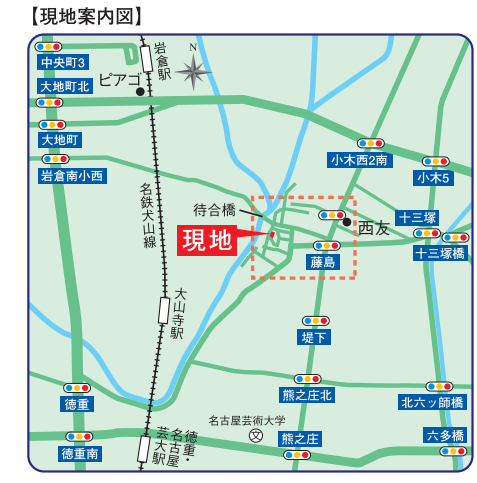 【現地案内図】
中央町3
岩倉駅
N
大地町北
ピアゴ
大地町
小木西2南
岩倉南小西
小木5
名鉄犬山線
待合橋
十三塚
西友
現地
十三塚橋
藤島
大山寺駅
堤下
徳重
熊之庄北
北六ッ師橋
名古屋芸術大学
文
徳重・
名古屋
芸大駅
熊之庄
六多橋
徳重南